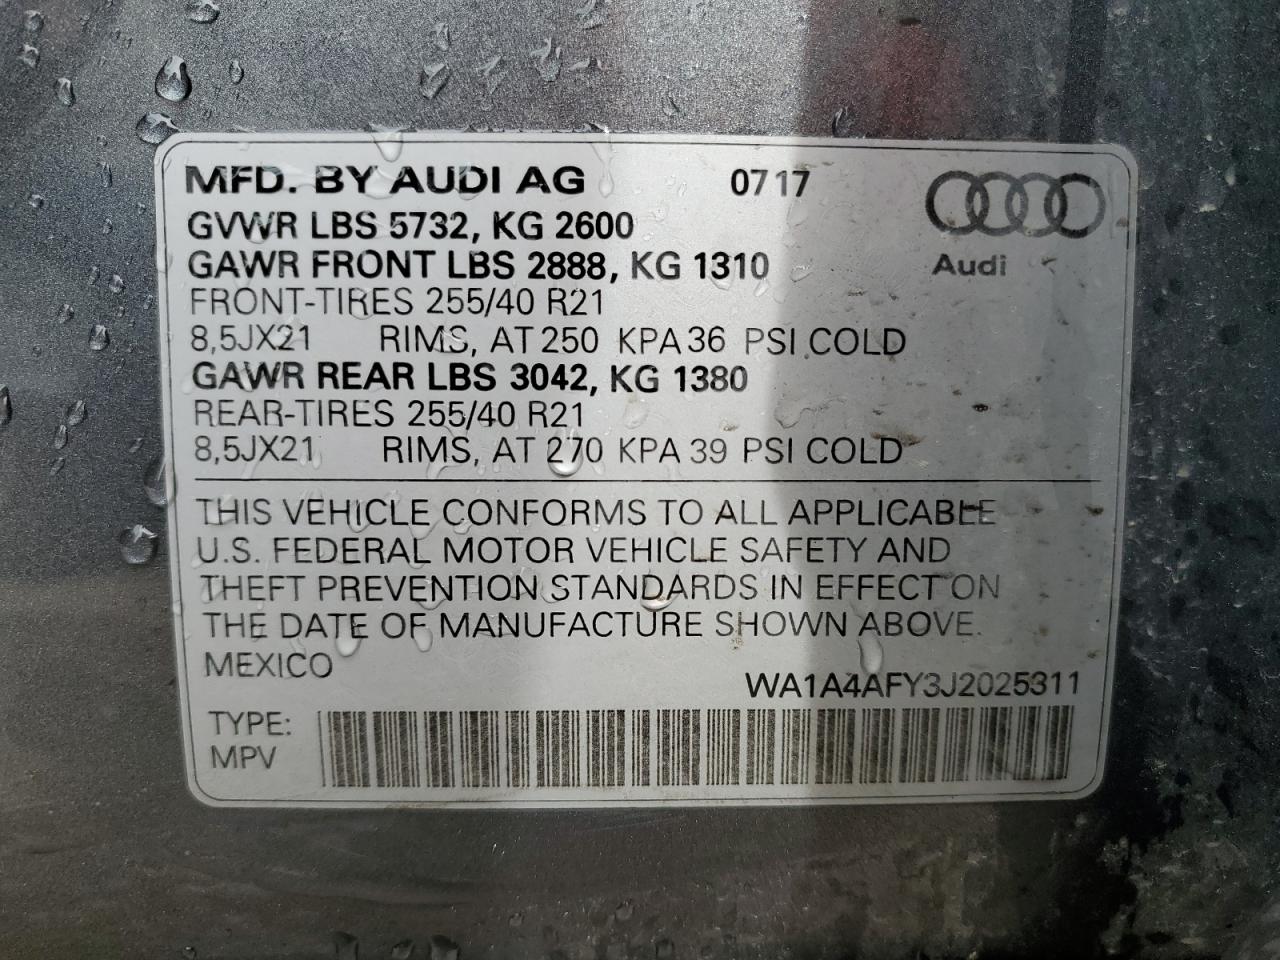 MFD. BY AUDI AG 0717
GVWR LBS 5732, KG 2600
GAWR FRONT LBS 2888, KG 1310
Audi
FRONT-TIRES 255/40 R21
8,5JX21 RIMS, AT 250 KPA 36 PSI COLD
GAWR REAR LBS 3042, KG 1380
REAR-TIRES 255/40 R21
8,5JX21 RIMS, AT 270 KPA 39 PSI COLD
THIS VEHICLE CONFORMS TO ALL APPLICABLE
U.S. FEDERAL MOTOR VEHICLE SAFETY AND
THEFT PREVENTION STANDARDS IN EFFECT ON
THE DATE OF MANUFACTURE SHOWN ABOVE.
MEXICO
WA1A4AFY3J2025311
TYPE:
MPV